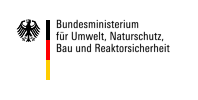 Bundesministerium
für Umwelt, Naturschutz,
Bau und Reaktorsicherheit